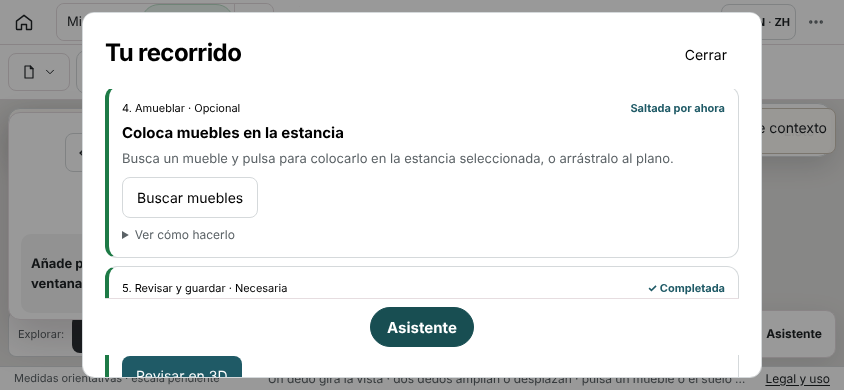 Mi
N · ZH
Tu recorrido
Cerrar
4. Amueblar · Opcional
Saltada por ahora
Coloca muebles en la estancia
Busca un mueble y pulsa para colocarlo en la estancia seleccionada, o arrástralo al plano.
Buscar muebles
Ver cómo hacerlo
e contexto
Añade p
ventana
5. Revisar y guardar · Necesaria
✓ Completada
Explorar:
Asistente
Asistente
Revisar en 3D
Medidas orientativas · escala pendiente
Un dedo gira la vista · dos dedos amplían o desplazan · pulsa un mueble o el suelo ...
Legal y uso